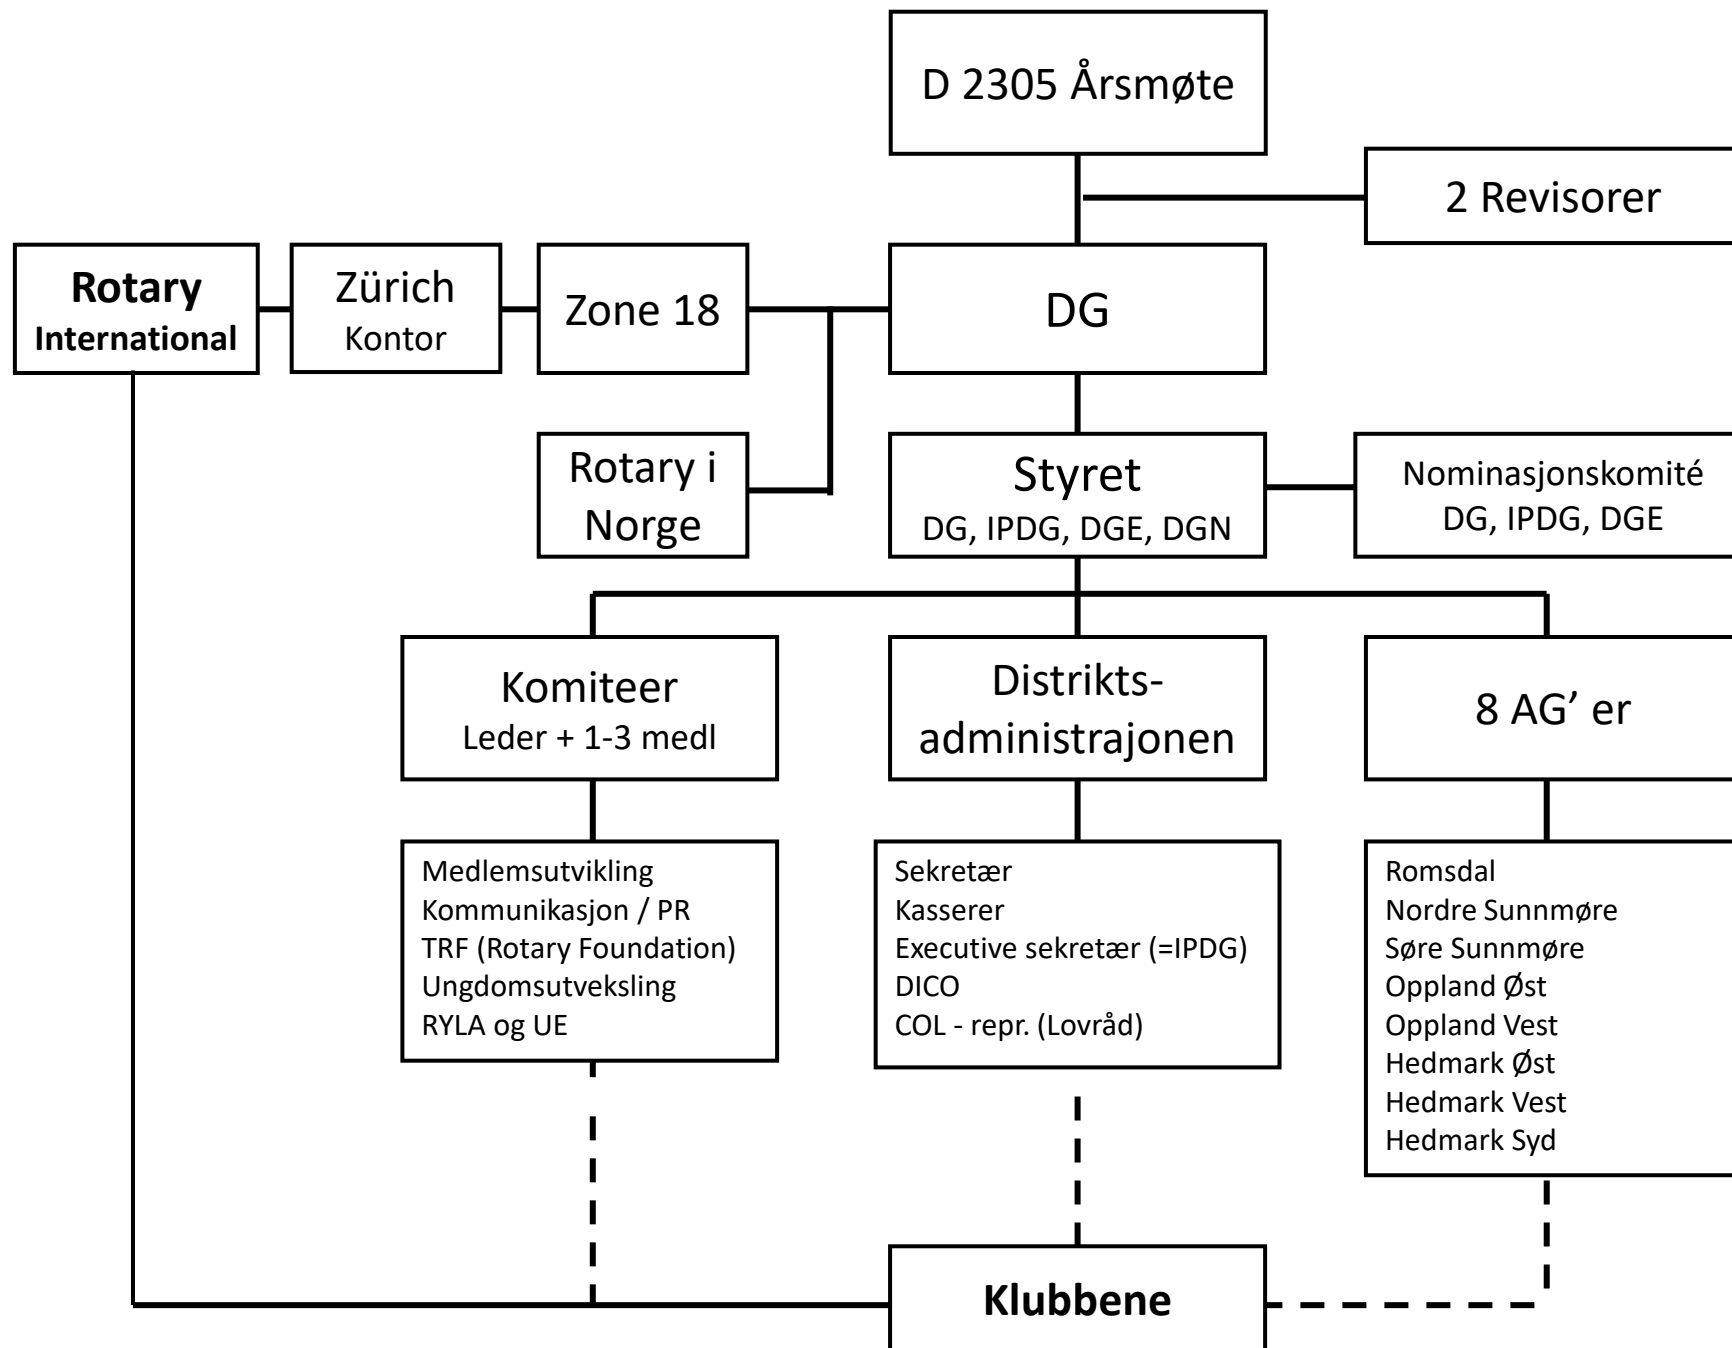 D 2305 Årsmøte
2 Revisorer
Rotary
International
Zürich
Kontor
Zone 18
DG
Rotary i
Norge
Styret
DG, IPDG, DGE, DGN
Nominasjonskomité
DG, IPDG, DGE
Komiteer
Leder + 1-3 medl
Distrikts-
administrajonen
8 AG’ er
Medlemsutvikling
Kommunikasjon / PR
TRF (Rotary Foundation)
Ungdomsutveksling
RYLA og UE
Sekretær
Kasserer
Executive sekretær (=IPDG)
DICO
COL - repr. (Lovråd)
Romsdal
Nordre Sunnmøre
Søre Sunnmøre
Oppland Øst
Oppland Vest
Hedmark Øst
Hedmark Vest
Hedmark Syd
Klubbene